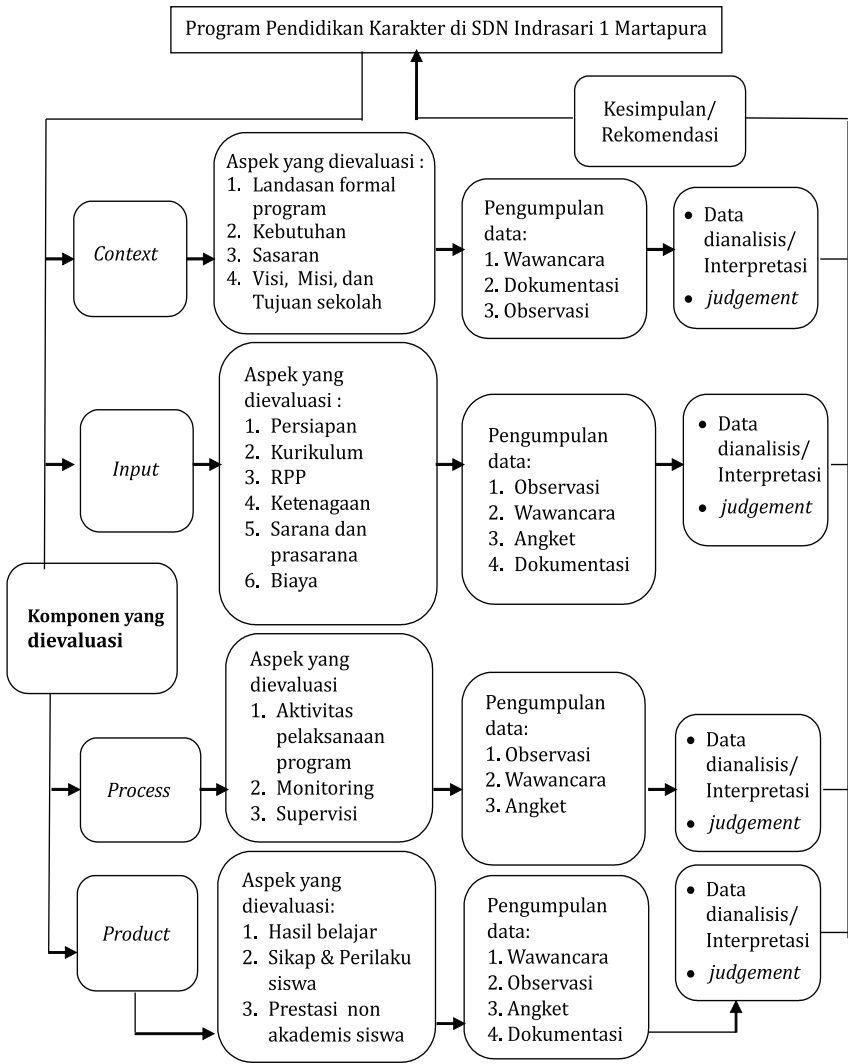 Program Pendidikan Karakter di SDN Indrasari 1 Martapura
Kesimpulan/
Rekomendasi
Komponen yang
dievaluasi
Context
Aspek yang dievaluasi :
1. Landasan formal
program
2. Kebutuhan
3. Sasaran
4. Visi, Misi, dan
Tujuan sekolah
Pengumpulan
data:
1. Wawancara
2. Dokumentasi
3. Observasi
• Data
dianalisis/
Interpretasi
• judgement
Input
Aspek yang
dievaluasi :
1. Persiapan
2. Kurikulum
3. RPP
4. Ketenagaan
5. Sarana dan
prasarana
6. Biaya
Pengumpulan
data:
1. Observasi
2. Wawancara
3. Angket
4. Dokumentasi
• Data
dianalisis/
Interpretasi
• judgement
Process
Aspek yang
dievaluasi
1. Aktivitas
pelaksanaan
program
2. Monitoring
3. Supervisi
Pengumpulan
data:
1. Observasi
2. Wawancara
3. Angket
• Data
dianalisis/
Interpretasi
• judgement
Product
Aspek yang
dievaluasi:
1. Hasil belajar
2. Sikap & Perilaku
siswa
3. Prestasi non
akademis siswa
Pengumpulan
data:
1. Wawancara
2. Observasi
3. Angket
4. Dokumentasi
• Data
dianalisis/
Interpretasi
• judgement